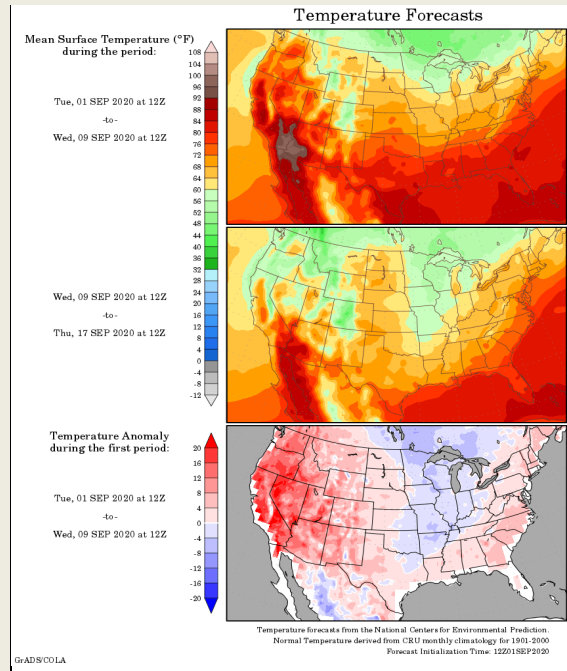 Temperature Forecasts
Mean Surface Temperature (°F)
during the period:
Tue, 01 SEP 2020 at 12Z
-to-
Wed, 09 SEP 2020 at 12Z
108
104
100
96
92
88
84
80
76
72
68
64
60
56
52
48
44
40
36
32
28
24
20
16
12
8
4
0
-4
-8
-12
Wed, 09 SEP 2020 at 12Z
-to-
Thu, 17 SEP 2020 at 12Z
Temperature Anomaly
during the first period:
Tue, 01 SEP 2020 at 12Z
-to-
Wed, 09 SEP 2020 at 12Z
20
16
12
8
4
0
-4
-8
-12
-16
-20
Temperature forecasts from the National Centers for Environmental Prediction.
Normal Temperature derived from CRU monthly climatology for 1901-2000
Forecast Initialization Time: 12Z01SEP2020
GrADS/COLA